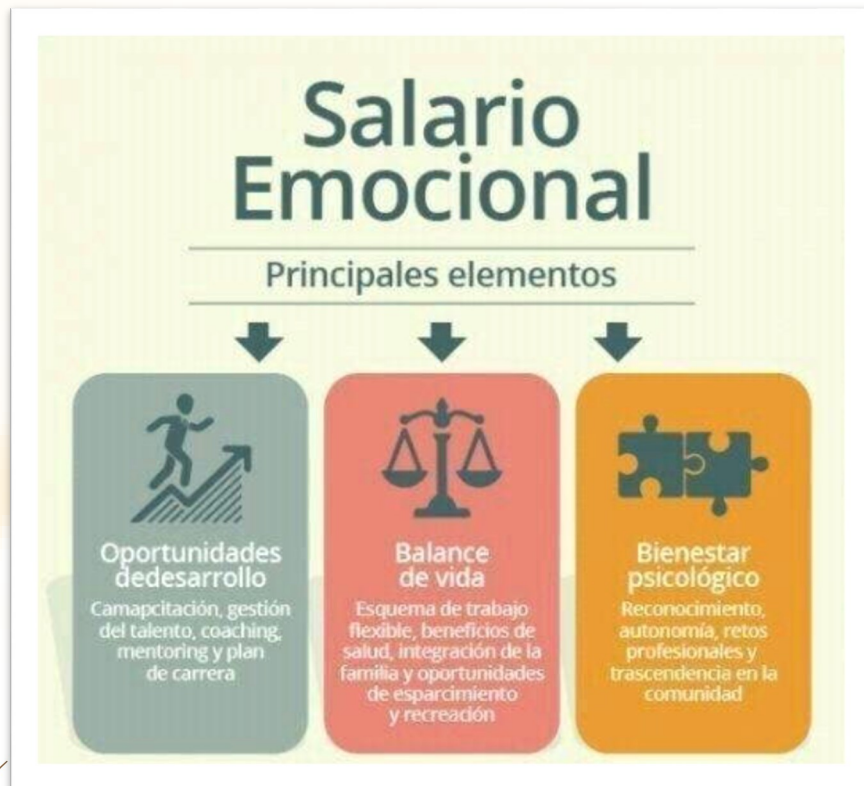 Salario
Emocional
Principales elementos
Oportunidades
dedesarrollo
Camapcitación, gestión
del talento, coaching,
mentoring y plan
de carrera
Balance
de vida
Esquema de trabajo
flexible, beneficios de
salud, integración de la
familia y oportunidades
de esparcimiento
y recreación
Bienestar
psicológico
Reconocimiento,
autonomía, retos
profesionales y
trascendencia en la
comunidad